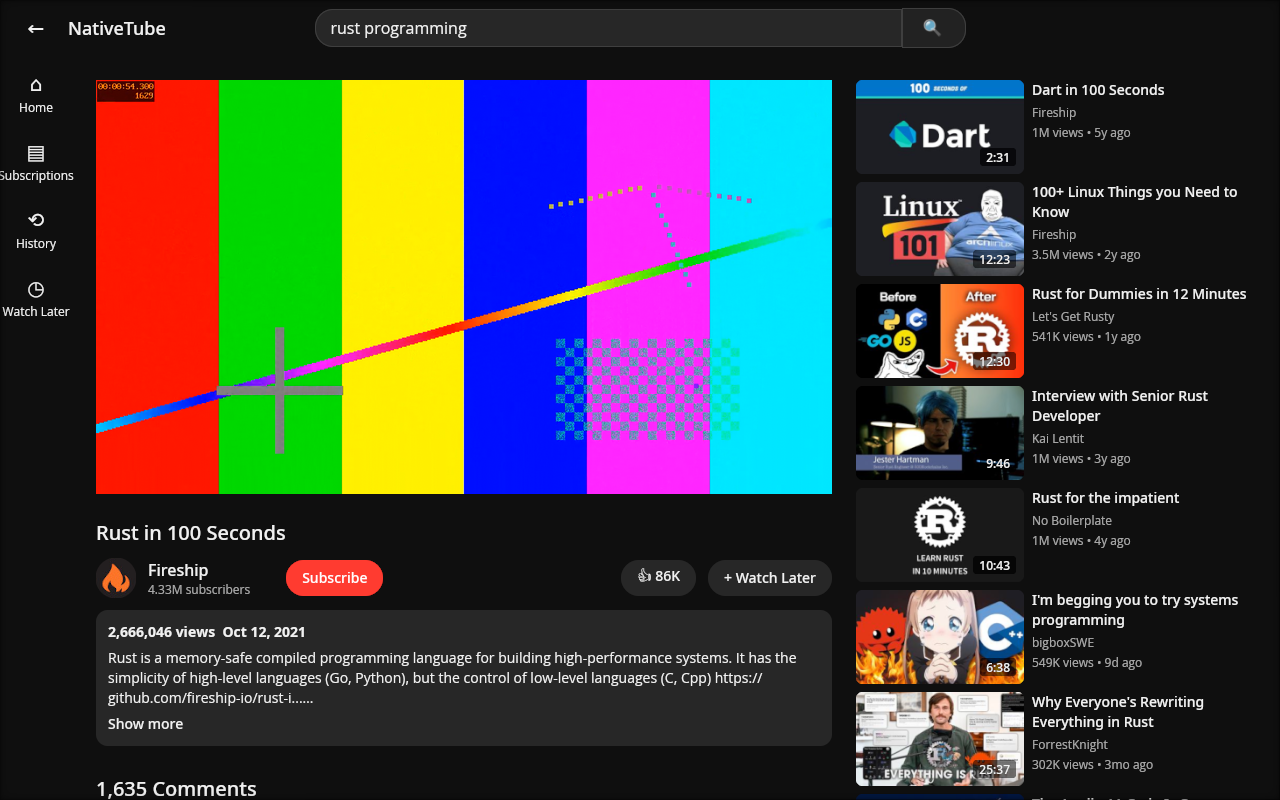 ←
NativeTube
rust programming
Home
Subscriptions
History
Watch Later
00:00:54.300
1629
Rust in 100 Seconds
Fireship
4.33M subscribers
Subscribe
👍 86K
+ Watch Later
2,666,046 views Oct 12, 2021
Rust is a memory-safe compiled programming language for building high-performance systems. It has the
simplicity of high-level languages (Go, Python), but the control of low-level languages (C, Cpp) https://
github.com/fireship-io/rust-i......
Show more
1,635 Comments
100 SECONDS OF
Dart
2:31
Dart in 100 Seconds
Fireship
1M views • 5y ago
Linux
101
archlinux
12:23
100+ Linux Things you Need to
Know
Fireship
3.5M views • 2y ago
Before
After
GO
JS
R
12:30
Rust for Dummies in 12 Minutes
Let's Get Rusty
541K views • 1y ago
Jester Hartman
9:46
Interview with Senior Rust
Developer
Kai Lentit
1M views • 3y ago
R
LEARN RUST
IN 10 MINUTES
10:43
Rust for the impatient
No Boilerplate
1M views • 4y ago
C++
6:38
I'm begging you to try systems
programming
bigboxSWE
549K views • 9d ago
EVERYTHING IS
25:37
Why Everyone's Rewriting
Everything in Rust
ForrestKnight
302K views • 3mo ago